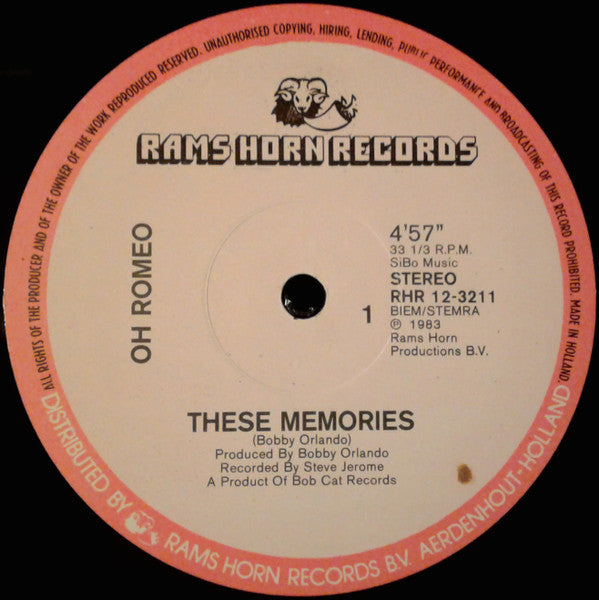 ALL RIGHTS OF THE PRODUCER AND OF THE OWNER OF THE WORK REPRODUCED RESERVED. UNAUTHORISED COPYING, HIRING, LENDING, PUBLIC PERFORMANCE AND BROADCASTING OF THIS RECORD PROHIBITED. MADE IN HOLLAND.
RAMS HORN RECORDS
OH ROMEO
4'57"
33 1/3 R.P.M.
SiBo Music
STEREO
RHR 12-3211
BIEM/STEMRA
1
℗ 1983
Rams Horn
Productions B.V.
THESE MEMORIES
(Bobby Orlando)
Produced By Bobby Orlando
Recorded By Steve Jerome
A Product Of Bob Cat Records
DISTRIBUTED BY RAMS HORN RECORDS B.V. AERDENHOUT-HOLLAND